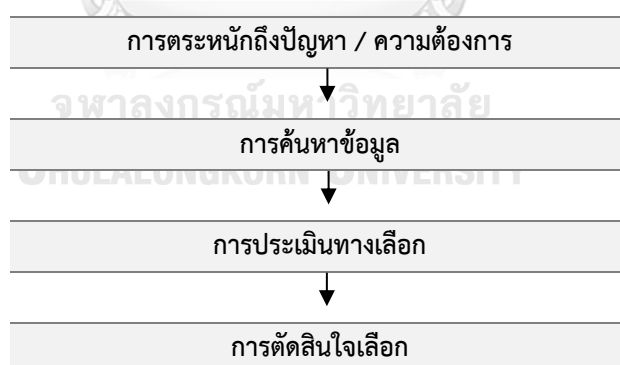 การตระหนักถึงปัญหา / ความต้องการ
จุฬาลงกรณ์มหาวิทยาลัย
การค้นหาข้อมูล
CHULALONGKORN UNIVERSITY
การประเมินทางเลือก
การตัดสินใจเลือก